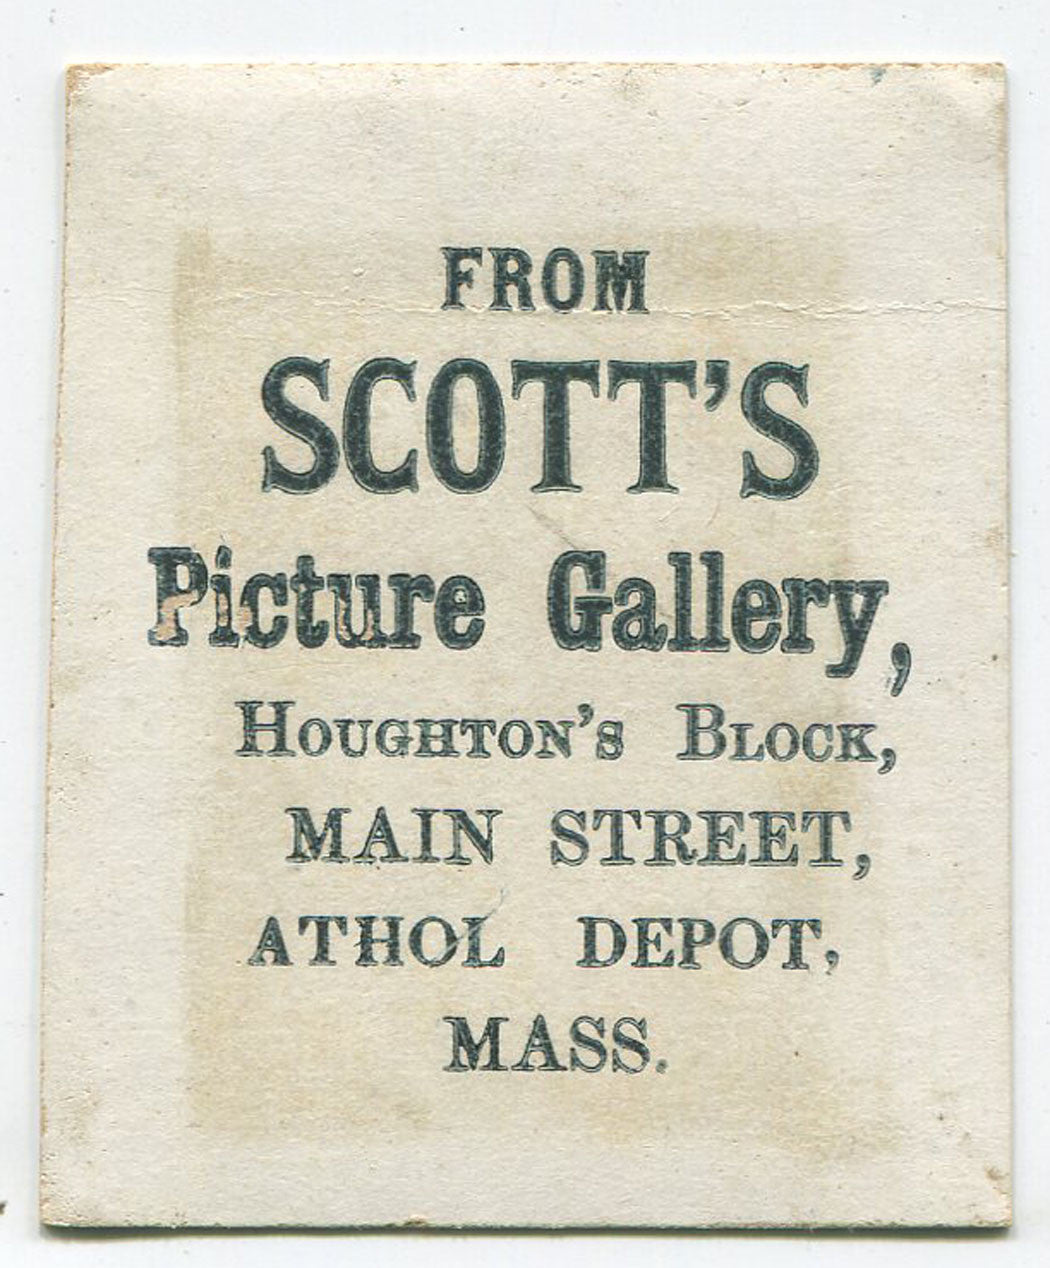 FROM
SCOTT'S
Picture Gallery,
HOUGHTON'S BLOCK,
MAIN STREET,
ATHOL DEPOT,
MASS.